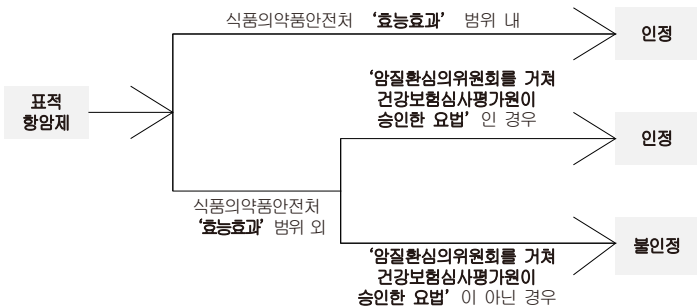 식품의약품안전처 ‘효능효과’ 범위 내
인정
표적
항암제
‘암질환심의위원회를 거쳐
건강보험심사평가원이
승인한 요법’ 인 경우
인정
식품의약품안전처
‘효능효과’ 범위 외
불인정
‘암질환심의위원회를 거쳐
건강보험심사평가원이
승인한 요법’ 이 아닌 경우